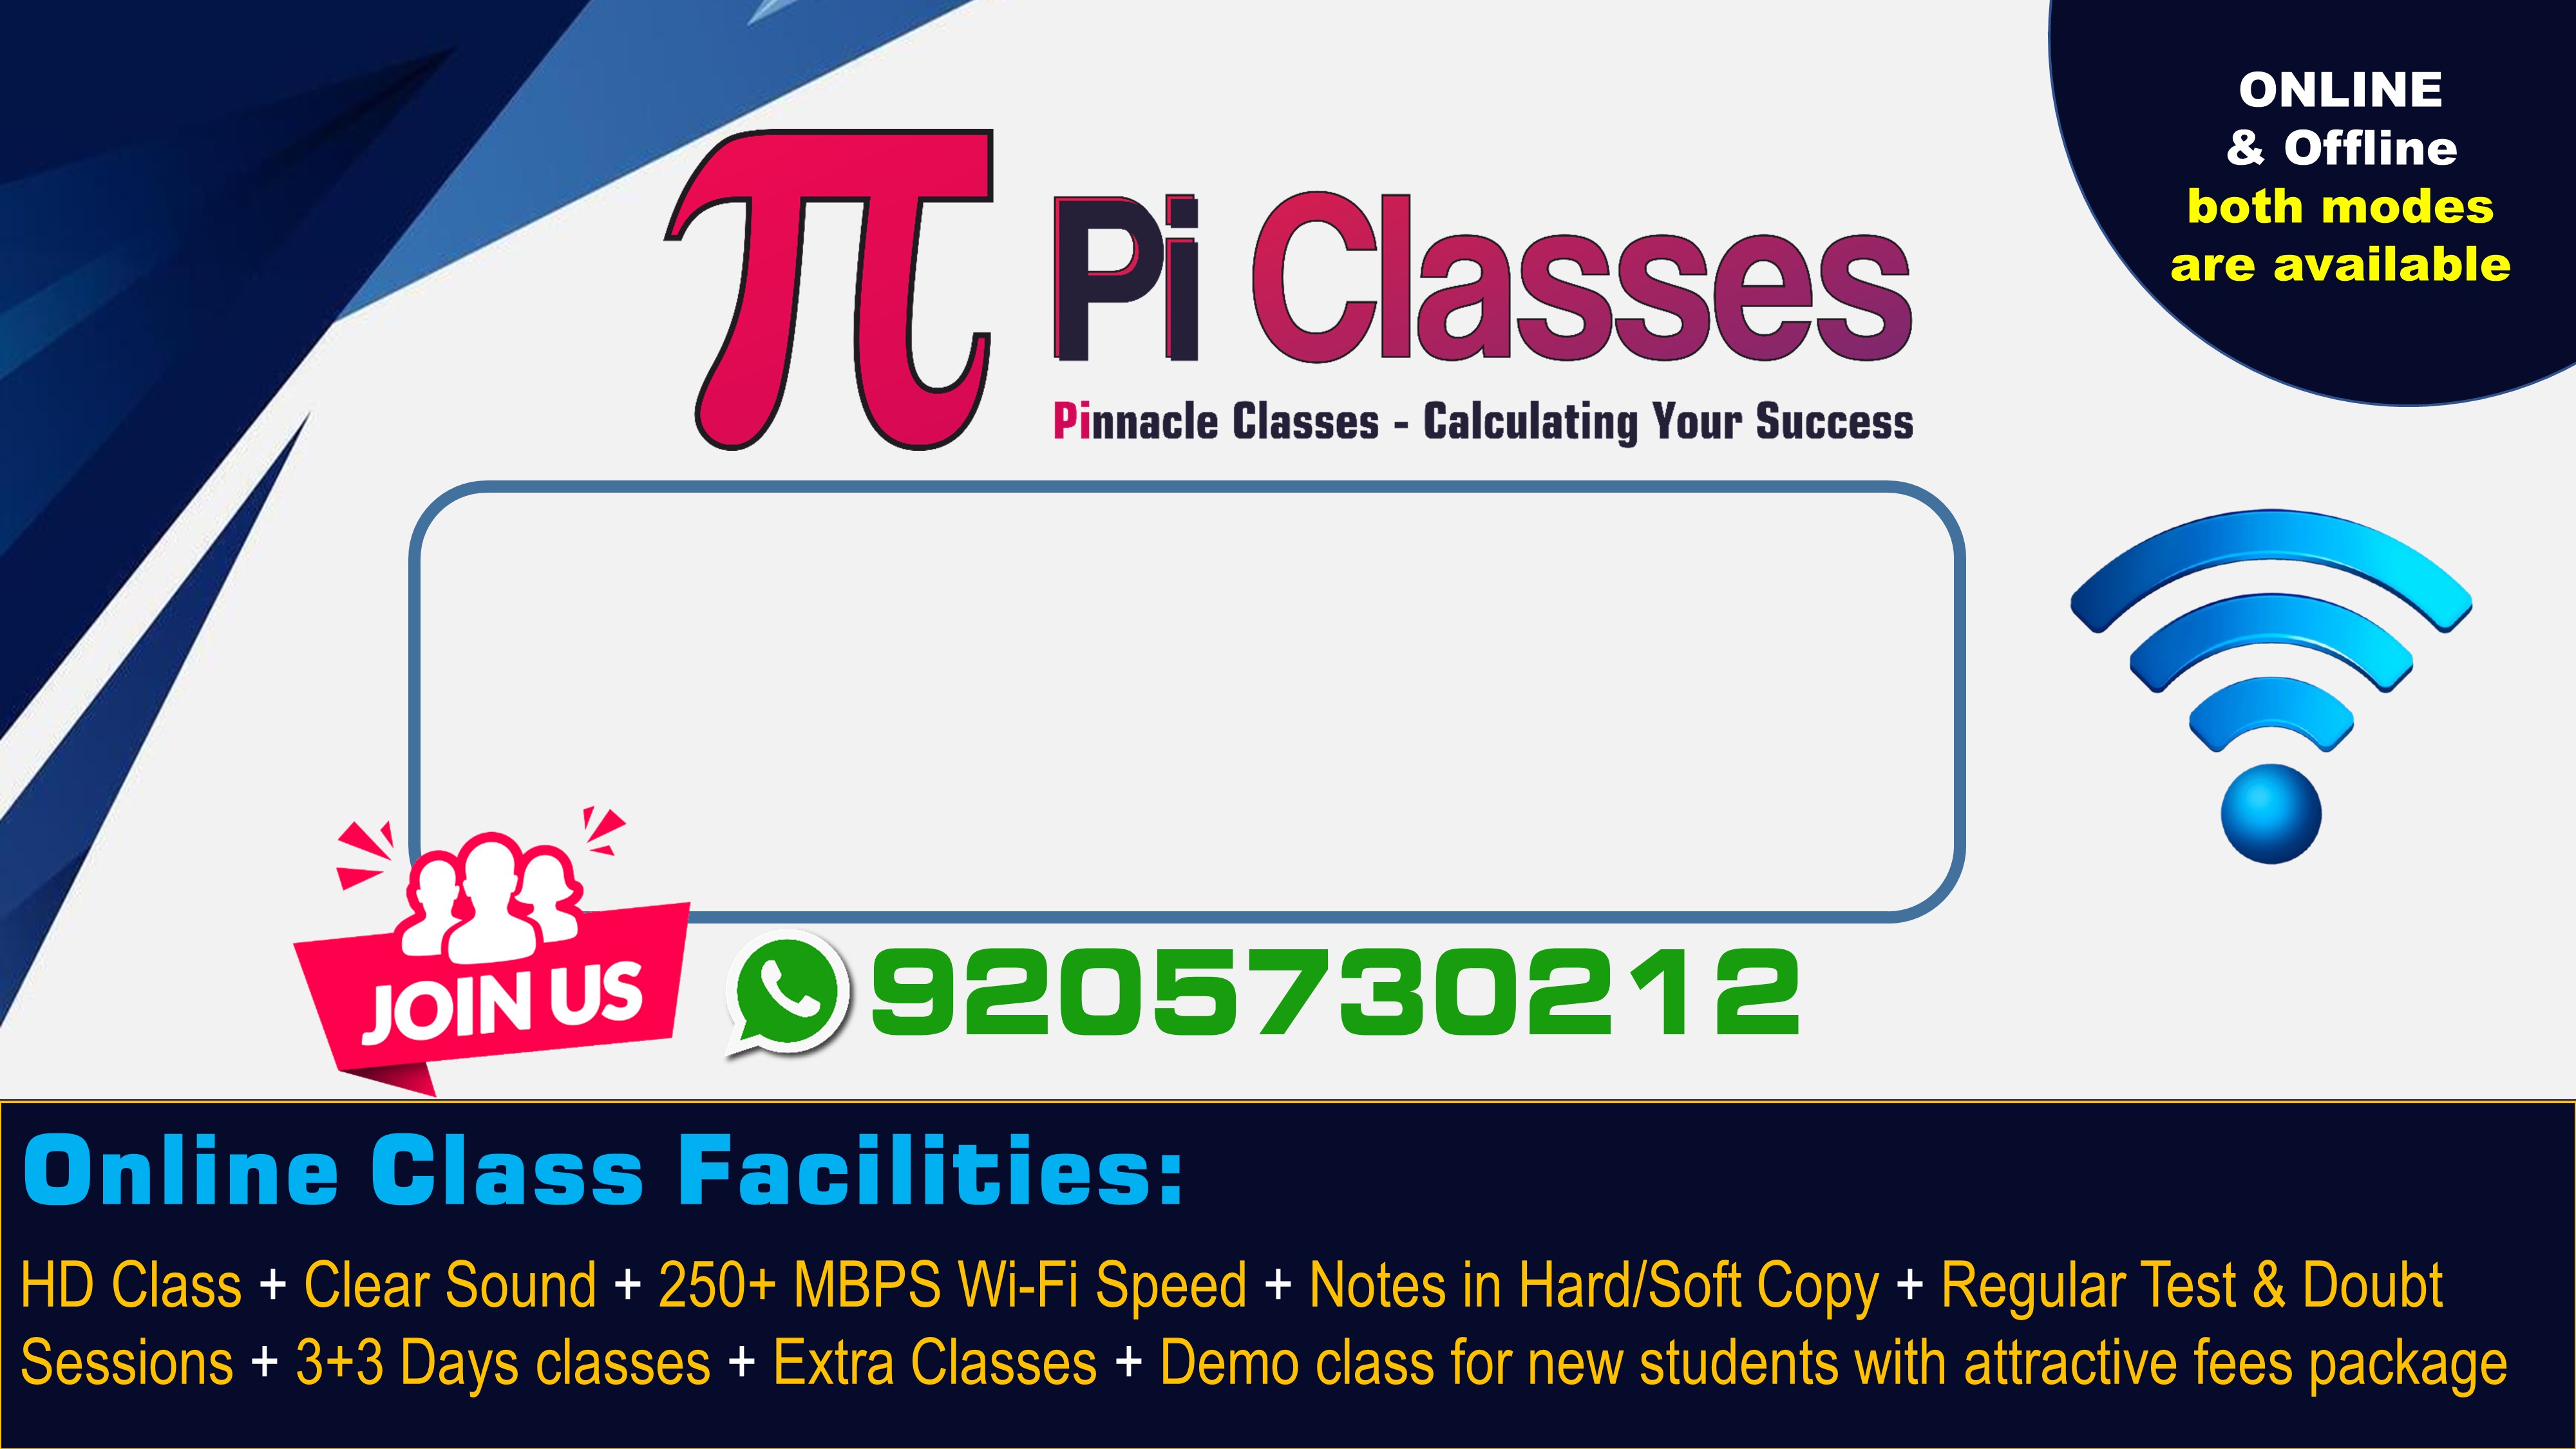 ONLINE
& Offline
both modes
are available
π Pi Classes
Pinnacle Classes - Calculating Your Success
JOIN US
9205730212
Online Class Facilities:
HD Class + Clear Sound + 250+ MBPS Wi-Fi Speed + Notes in Hard/Soft Copy + Regular Test & Doubt
Sessions + 3+3 Days classes + Extra Classes + Demo class for new students with attractive fees package